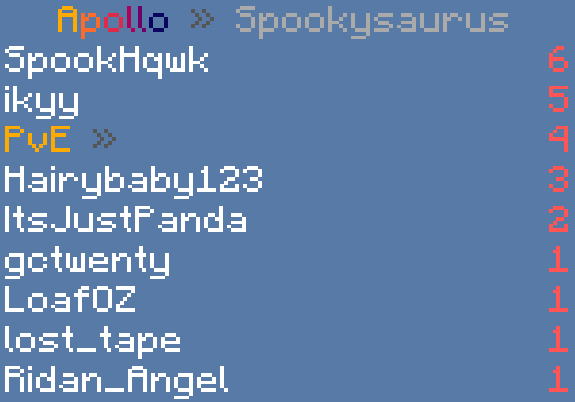 Apollo » Spookysaurus
SpookHqwk 6
ikyy 5
PvE » 4
Hairybaby123 3
ItsJustPanda 2
gctwenty 1
LoafOZ 1
lost_tape 1
Ridan_Angel 1